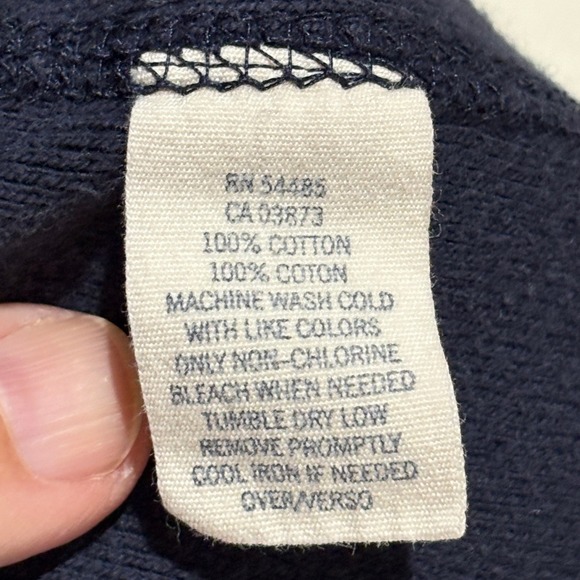 RN 54485
CA 03873
100% COTTON
100% COTON
MACHINE WASH COLD
WITH LIKE COLORS
ONLY NON-CHLORINE
BLEACH WHEN NEEDED
TUMBLE DRY LOW
REMOVE PROMPTLY
COOL IRON IF NEEDED
OVER/VERSO